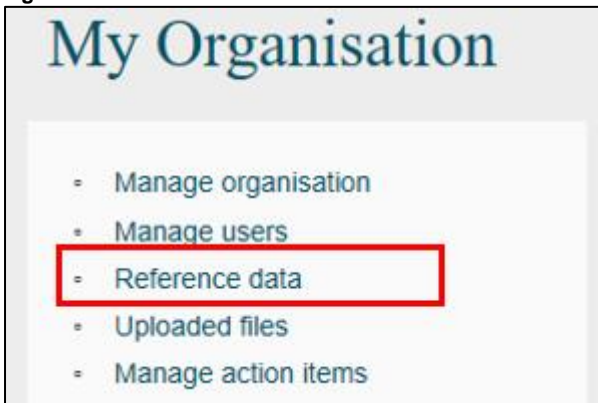 My Organisation
Manage organisation
Manage users
Reference data
Uploaded files
Manage action items